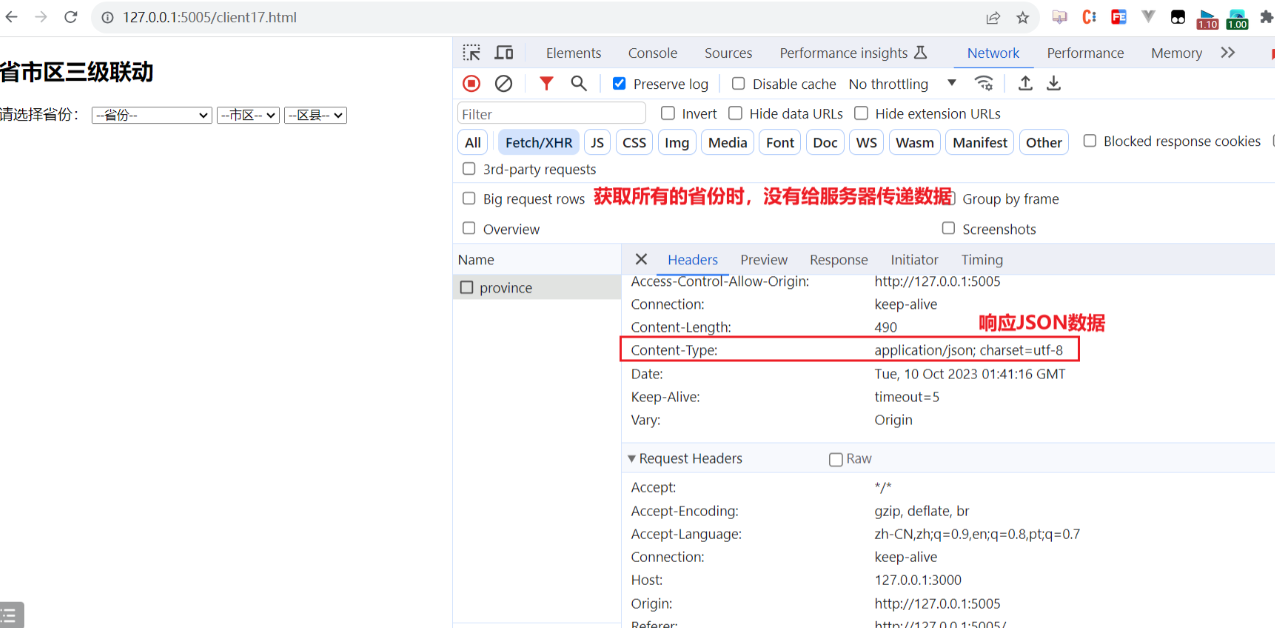 127.0.0.1:5005/client17.html
1.10
1.00
省市区三级联动
请选择省份：
--省份--
--市区--
--区县--
Elements Console Sources Performance insights Network Performance Memory
Preserve log Disable cache No throttling
Filter Invert Hide data URLs Hide extension URLs
All Fetch/XHR JS CSS Img Media Font Doc WS Wasm Manifest Other Blocked response cookies
3rd-party requests
Big request rows 获取所有的省份时，没有给服务器传递数据 Group by frame
Overview Screenshots
Name Headers Preview Response Initiator Timing
province
Access-Control-Allow-Origin: http://127.0.0.1:5005
Connection: keep-alive
Content-Length: 490
响应JSON数据
Content-Type: application/json; charset=utf-8
Date: Tue, 10 Oct 2023 01:41:16 GMT
Keep-Alive: timeout=5
Vary: Origin
Request Headers Raw
Accept: */*
Accept-Encoding: gzip, deflate, br
Accept-Language: zh-CN,zh;q=0.9,en;q=0.8,pt;q=0.7
Connection: keep-alive
Host: 127.0.0.1:3000
Origin: http://127.0.0.1:5005
Referer: http://127.0.0.1:5005/